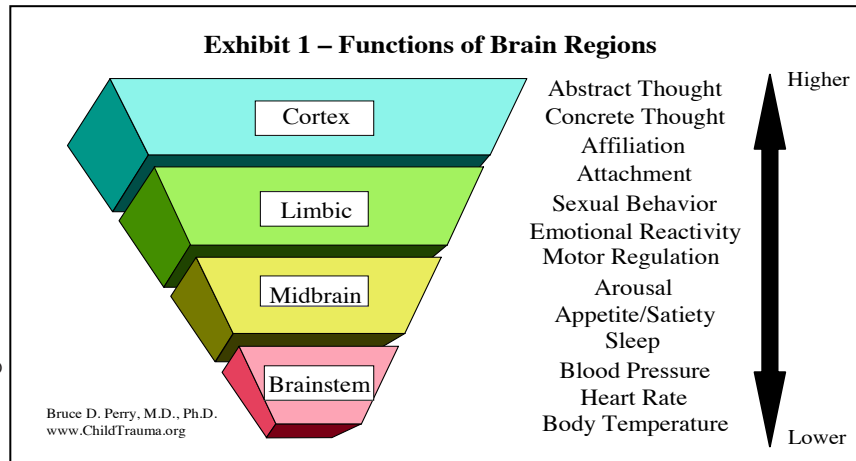 Exhibit 1 – Functions of Brain Regions
Cortex
Limbic
Midbrain
Brainstem
Abstract Thought
Concrete Thought
Affiliation
Attachment
Sexual Behavior
Emotional Reactivity
Motor Regulation
Arousal
Appetite/Satiety
Sleep
Blood Pressure
Heart Rate
Body Temperature
Higher
Lower
Bruce D. Perry, M.D., Ph.D.
www.ChildTrauma.org